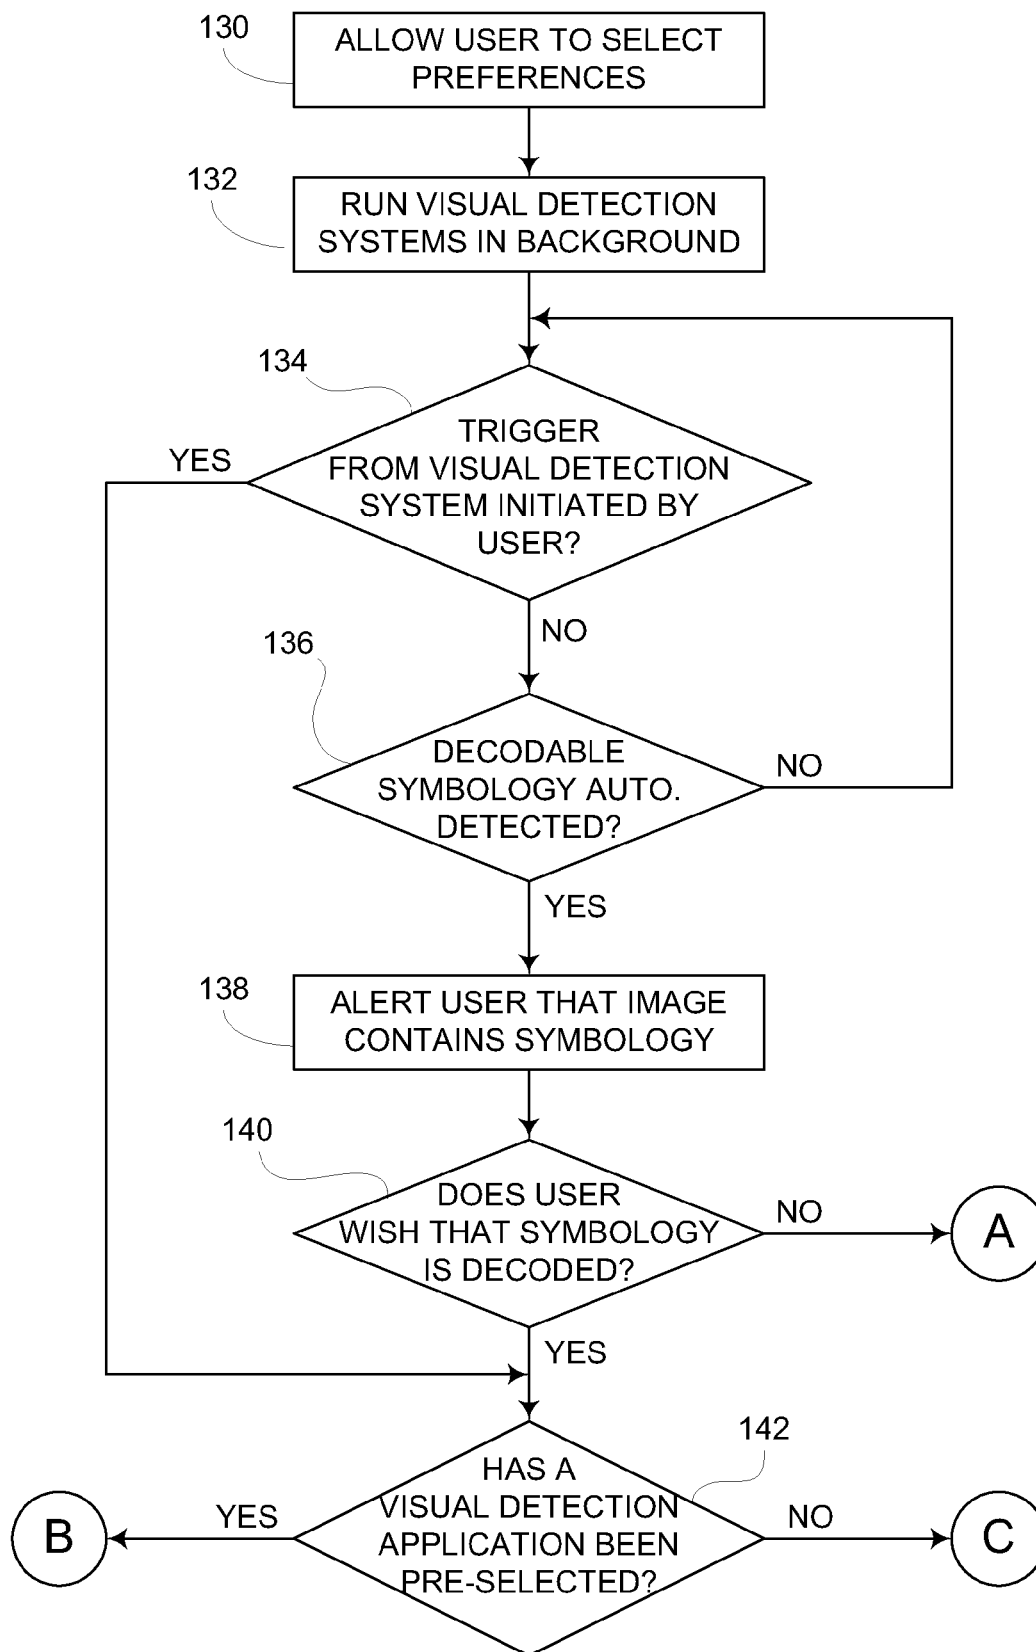 130
ALLOW USER TO SELECT
PREFERENCES
132
RUN VISUAL DETECTION
SYSTEMS IN BACKGROUND
134
TRIGGER
FROM VISUAL DETECTION
SYSTEM INITIATED BY
USER?
YES
NO
136
DECODABLE
SYMBOLOGY AUTO.
DETECTED?
NO
YES
138
ALERT USER THAT IMAGE
CONTAINS SYMBOLOGY
140
DOES USER
WISH THAT SYMBOLOGY
IS DECODED?
NO
A
YES
142
HAS A
VISUAL DETECTION
APPLICATION BEEN
PRE-SELECTED?
YES
B
NO
C